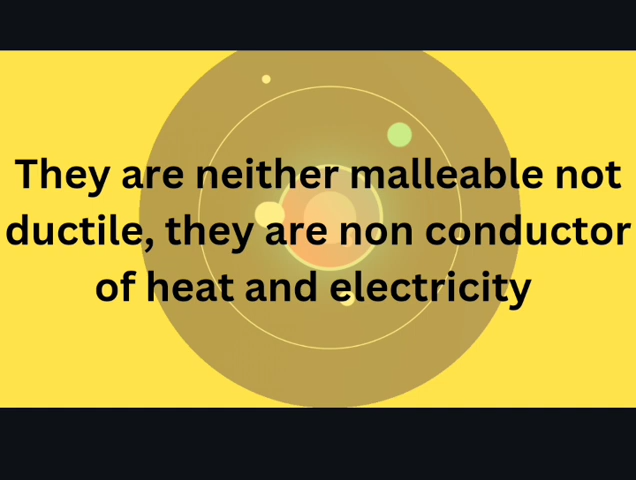 They are neither malleable not
ductile, they are non conductor
of heat and electricity